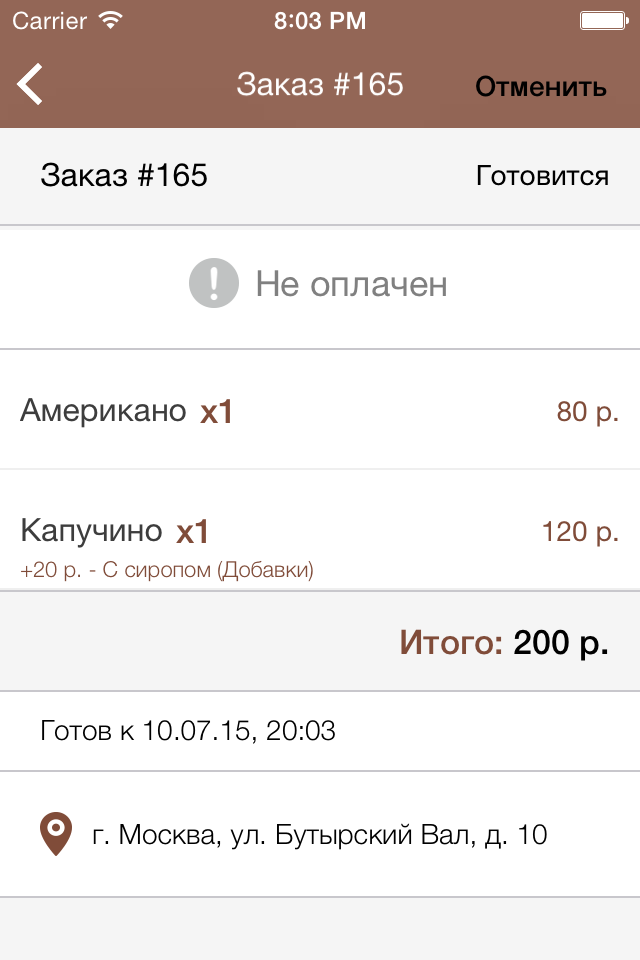 Carrier 8:03 PM
Заказ #165 Отменить
Заказ #165 Готовится
Не оплачен
Американо x1 80 р.
Капучино x1 120 р.
+20 р. - С сиропом (Добавки)
Итого: 200 р.
Готов к 10.07.15, 20:03
г. Москва, ул. Бутырский Вал, д. 10